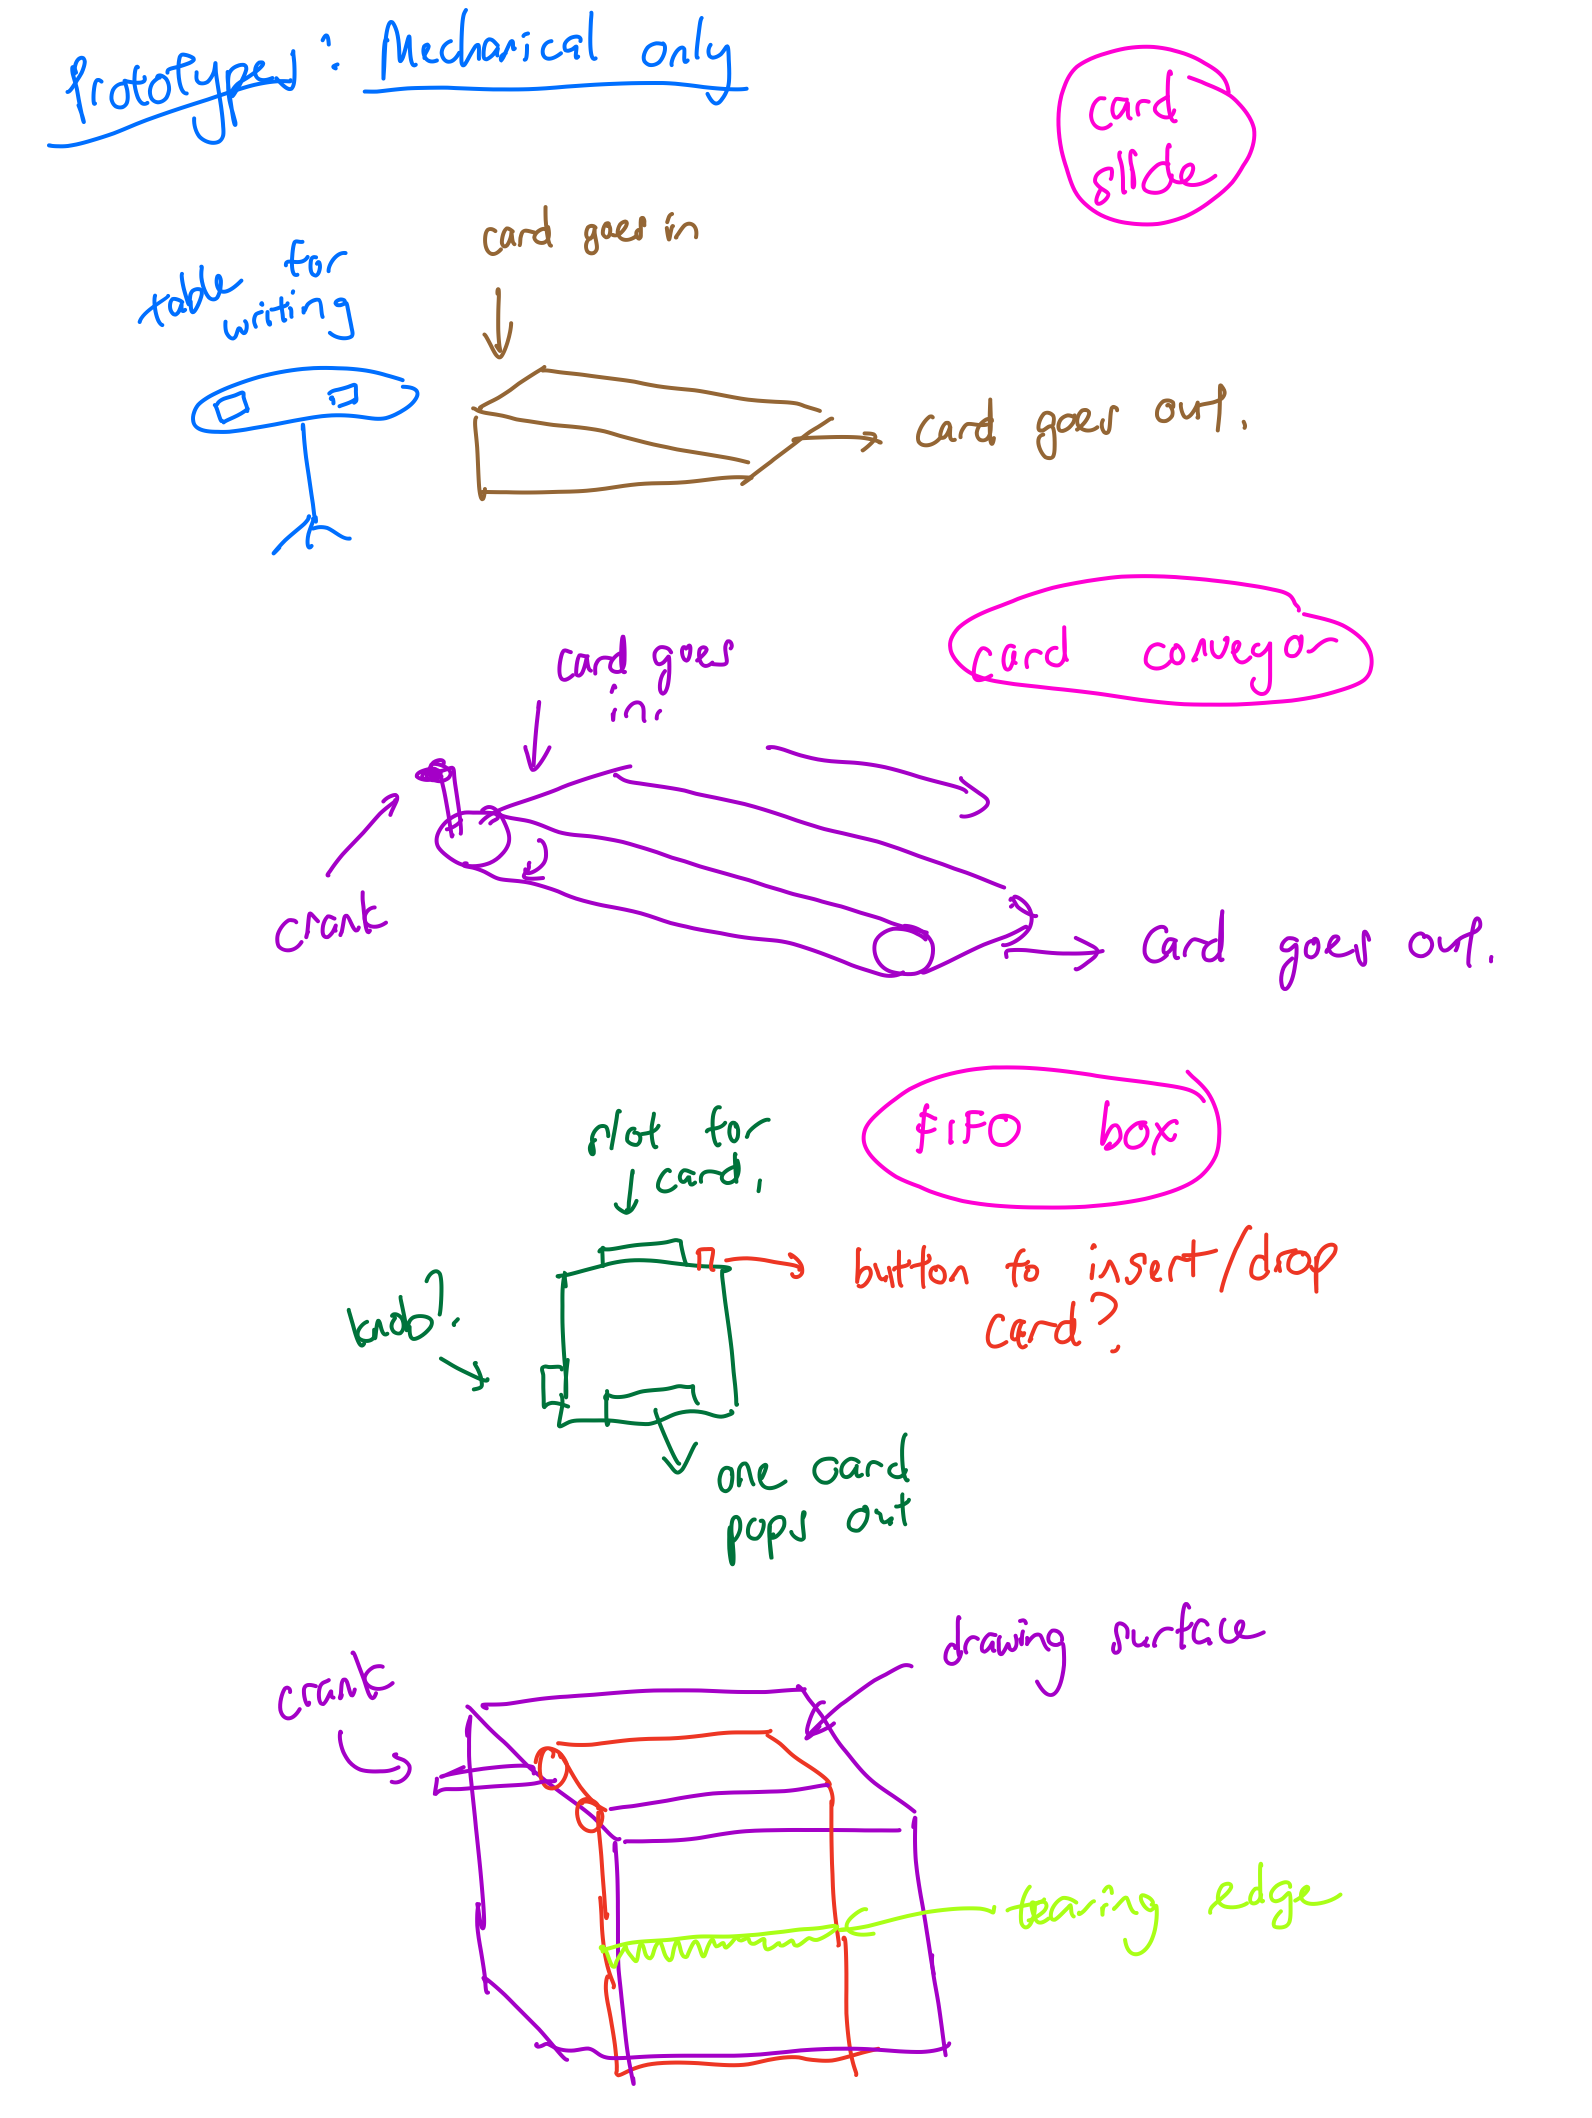 Prototypes: Mechanical only
card
slide
card goes in
table for
writing
card goes out.
card conveyor
card goes
in.
crank
Card goes out.
FIFO box
slot for
card.
button to insert/drop
card?
knob?
one card
pops out
drawing surface
crank
tearing edge